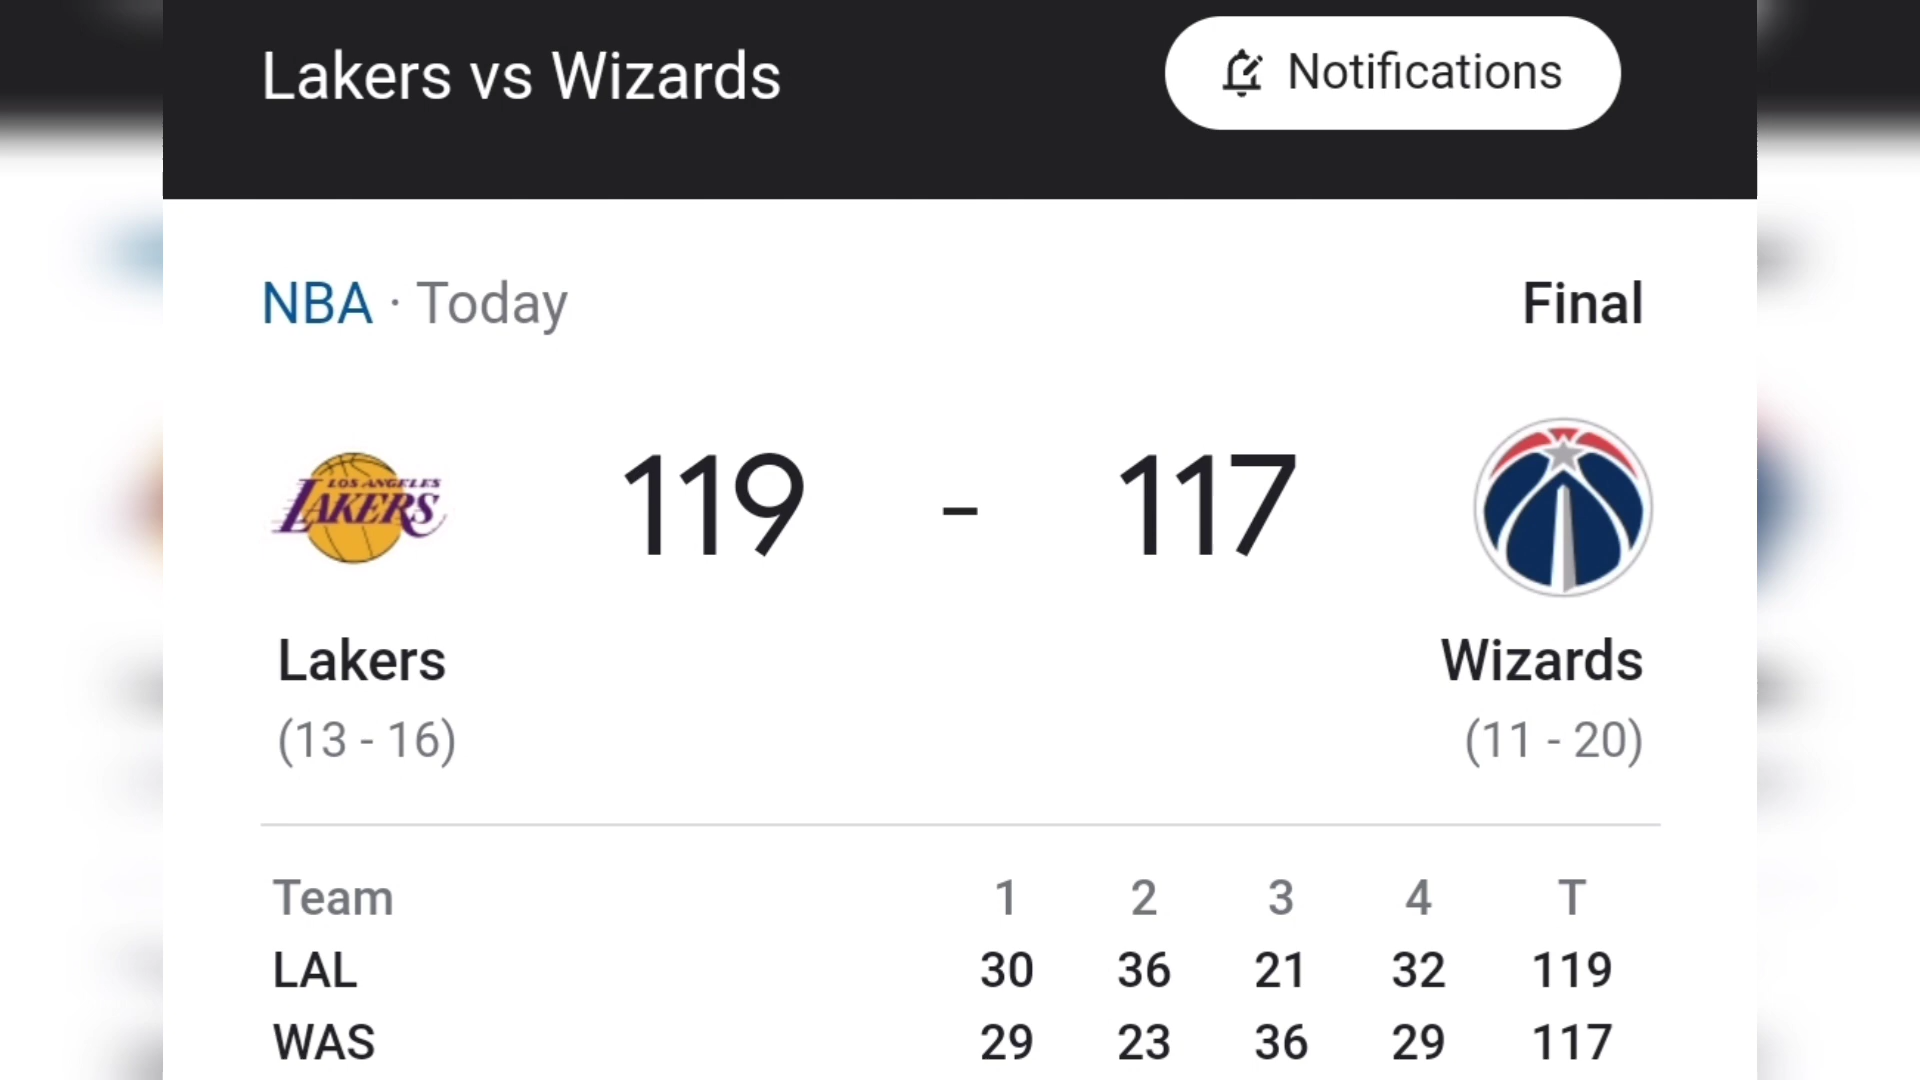 Lakers vs Wizards
Notifications
NBA · Today
Final
LOS ANGELES
LAKERS
119 - 117
Lakers
Wizards
(13 - 16)
(11 - 20)
Team 1 2 3 4 T
LAL 30 36 21 32 119
WAS 29 23 36 29 117